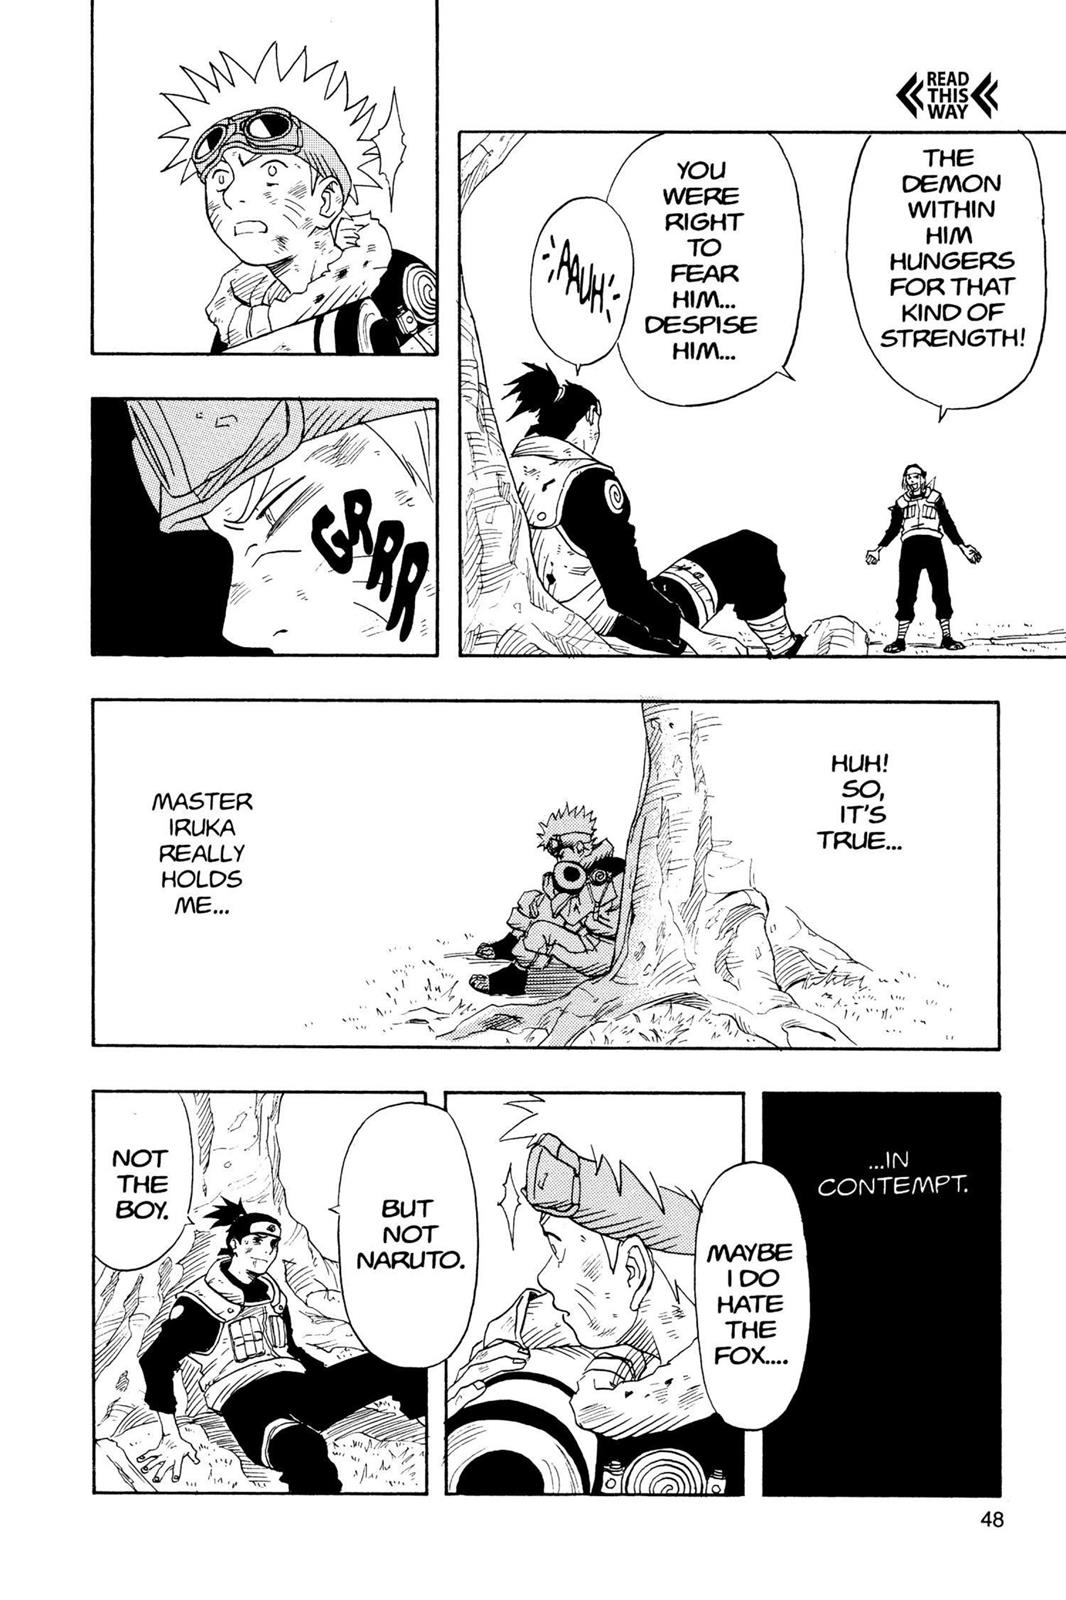 READ
THIS
WAY
THE
DEMON
WITHIN
HIM
HUNGERS
FOR THAT
KIND OF
STRENGTH!
YOU
WERE
RIGHT
TO
FEAR
HIM...
DESPISE
HIM...
AAUH
GRRR
HUH!
SO,
IT'S
TRUE...
MASTER
IRUKA
REALLY
HOLDS
ME...
...IN
CONTEMPT.
MAYBE
I DO
HATE
THE
FOX....
BUT
NOT
NARUTO.
NOT
THE
BOY.
48